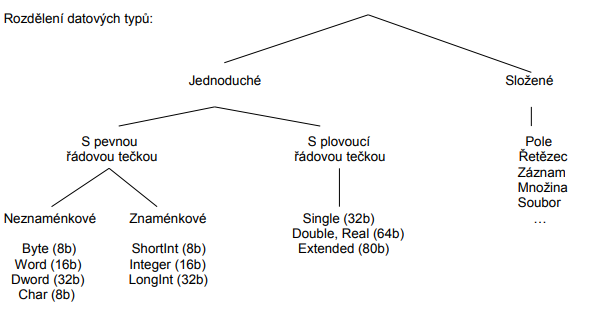 Rozdělení datových typů:
Jednoduché
Složené
S pevnou
řádovou tečkou
S plovoucí
řádovou tečkou
Pole
Řetězec
Záznam
Množina
Soubor
…
Neznaménkové
Znaménkové
Byte (8b)
Word (16b)
Dword (32b)
Char (8b)
ShortInt (8b)
Integer (16b)
LongInt (32b)
Single (32b)
Double, Real (64b)
Extended (80b)